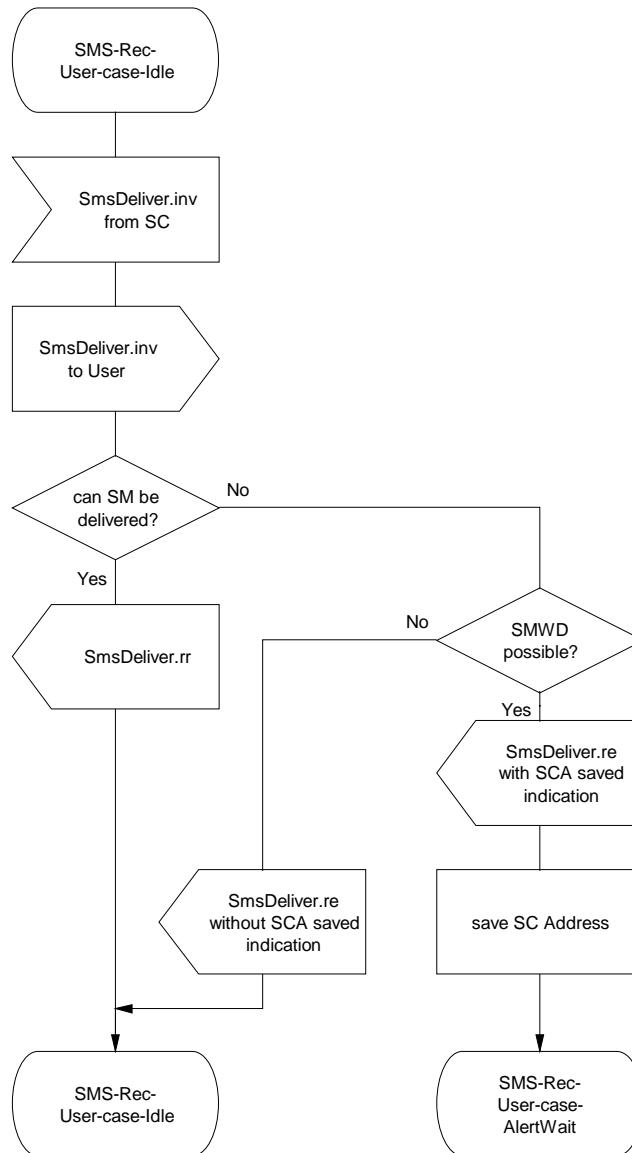 SMS-Rec-
User-case-Idle
SmsDeliver.inv
from SC
SmsDeliver.inv
to User
can SM be
delivered?
No
Yes
SmsDeliver.rr
No
SMWD
possible?
Yes
SmsDeliver.re
with SCA saved
indication
SmsDeliver.re
without SCA saved
indication
save SC Address
SMS-Rec-
User-case-Idle
SMS-Rec-
User-case-
AlertWait